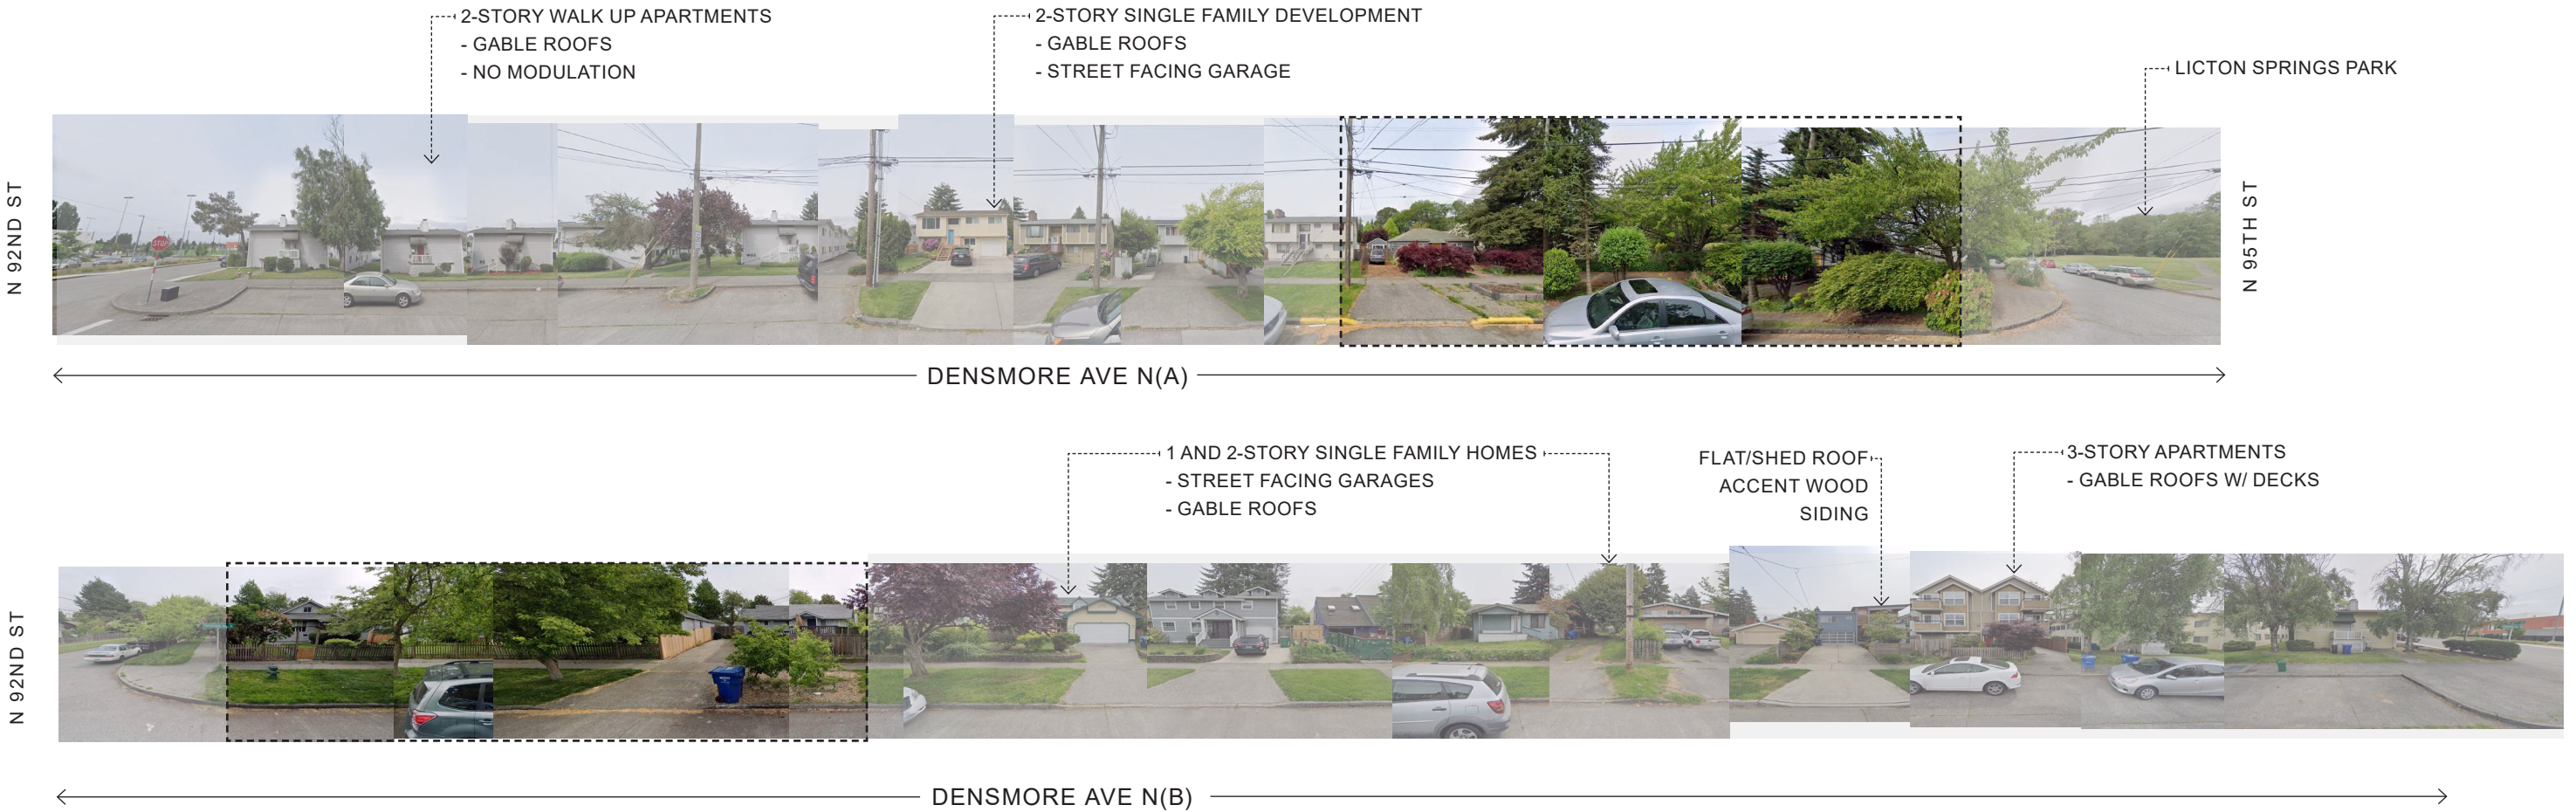 2-STORY WALK UP APARTMENTS
- GABLE ROOFS
- NO MODULATION
2-STORY SINGLE FAMILY DEVELOPMENT
- GABLE ROOFS
- STREET FACING GARAGE
LICTON SPRINGS PARK
N 92ND ST
STOP
N 95TH ST
DENSMORE AVE N(A)
1 AND 2-STORY SINGLE FAMILY HOMES
- STREET FACING GARAGES
- GABLE ROOFS
FLAT/SHED ROOF
ACCENT WOOD
SIDING
3-STORY APARTMENTS
- GABLE ROOFS W/ DECKS
N 92ND ST
DENSMORE AVE N(B)